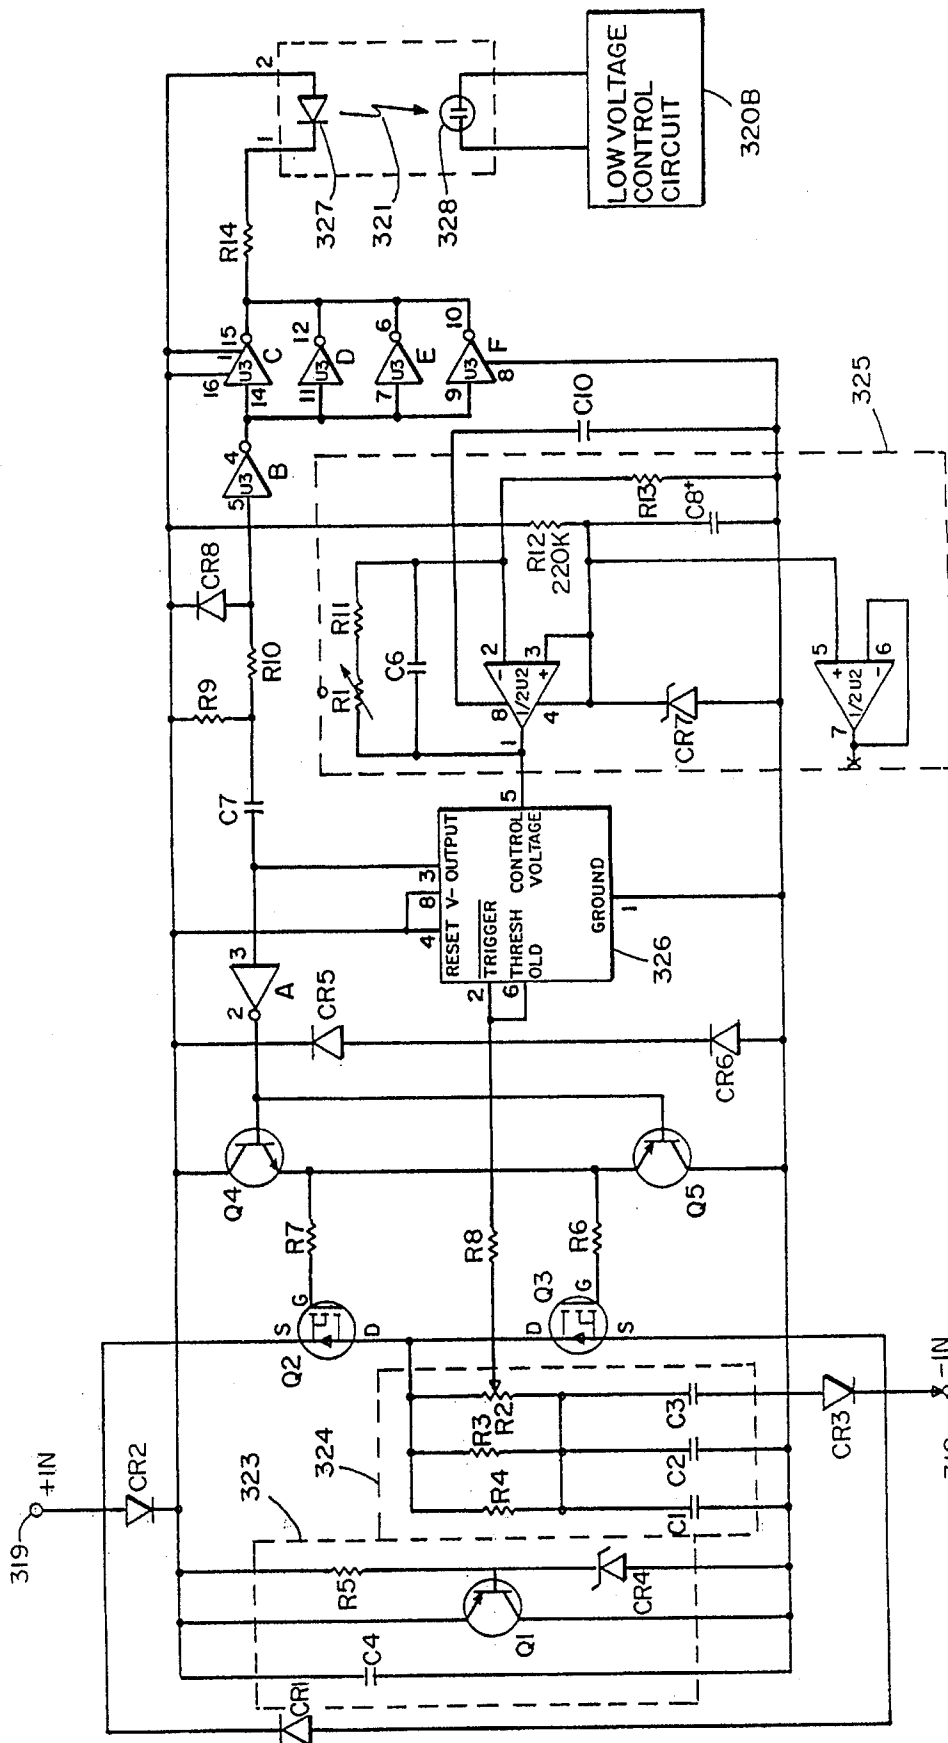 319
+IN
CR2
323
324
CR1
C4
R5
Q1
CR4
R4
R3
R2
C1
C2
C3
CR3
-IN
Q2
S
G
D
R7
Q3
D
G
S
R6
R8
Q4
Q5
CR5
CR6
2
3
A
4
8
3
RESET V- OUTPUT
2
TRIGGER
6
THRESH
OLD
CONTROL
VOLTAGE
5
GROUND
1
326
C7
R9
R10
CR8
5
4
U3
B
16
1
15
14
U3
C
11
12
U3
D
7
6
U3
E
9
10
U3
F
8
R14
1
2
327
321
328
LOW VOLTAGE
CONTROL
CIRCUIT
320B
R1
R11
C6
8
2
-
3
+
1/2U2
1
4
CR7
R12
220K
R13
C8+
C10
325
5
+
6
-
1/2U2
7